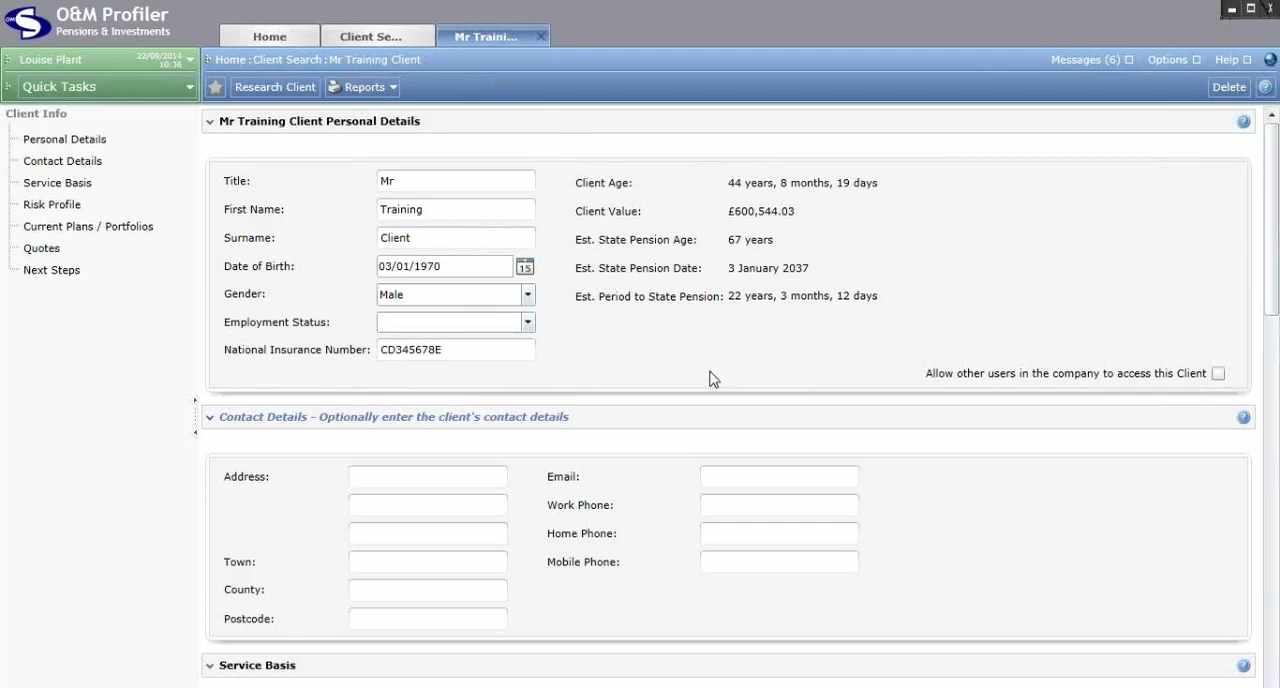 O&M Profiler
Pensions & Investments
Home
Client Se...
Mr Traini...
Louise Plant
22/09/2014
10:36
Home : Client Search : Mr Training Client
Messages (6)
Options
Help
Quick Tasks
Research Client
Reports
Delete
Client Info
Personal Details
Contact Details
Service Basis
Risk Profile
Current Plans / Portfolios
Quotes
Next Steps
Mr Training Client Personal Details
Title: Mr
First Name: Training
Surname: Client
Date of Birth: 03/01/1970 15
Gender: Male
Employment Status:
National Insurance Number: CD345678E
Client Age: 44 years, 8 months, 19 days
Client Value: £600,544.03
Est. State Pension Age: 67 years
Est. State Pension Date: 3 January 2037
Est. Period to State Pension: 22 years, 3 months, 12 days
Allow other users in the company to access this Client
Contact Details - Optionally enter the client's contact details
Address:
Town:
County:
Postcode:
Email:
Work Phone:
Home Phone:
Mobile Phone:
Service Basis